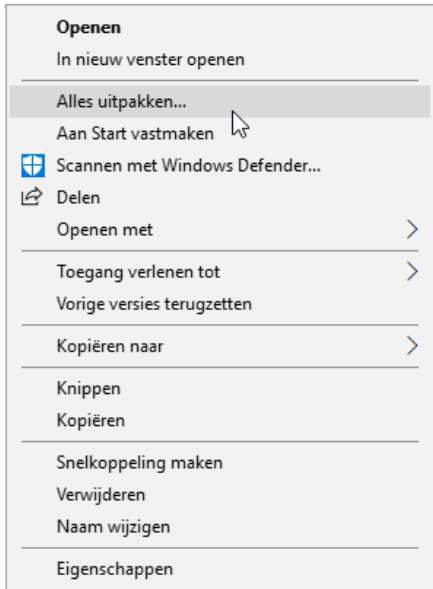 Openen
In nieuw venster openen
Alles uitpakken...
Aan Start vastmaken
Scannen met Windows Defender...
Delen
Openen met
Toegang verlenen tot
Vorige versies terugzetten
Kopiëren naar
Knippen
Kopiëren
Snelkoppeling maken
Verwijderen
Naam wijzigen
Eigenschappen